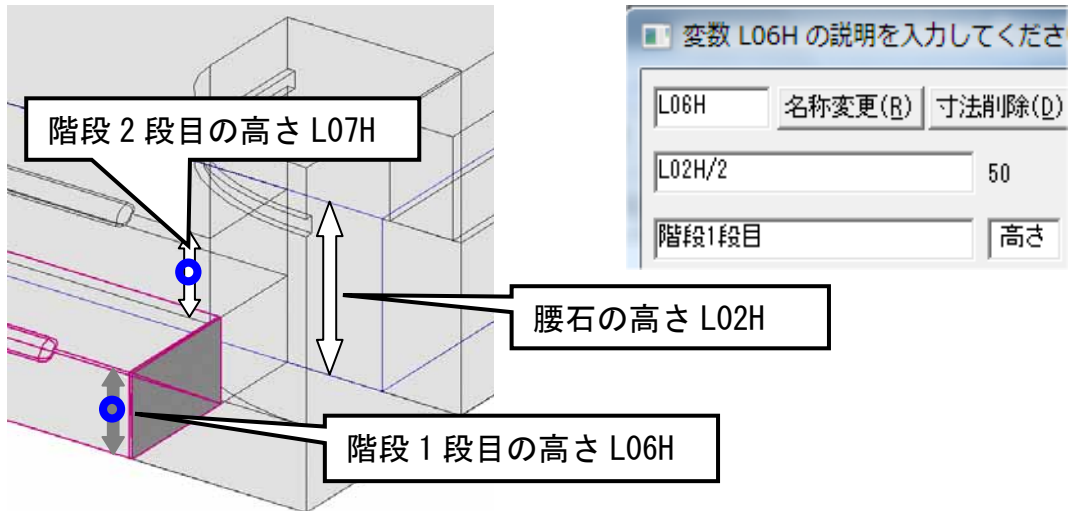 階段２段目の高さ L07H
腰石の高さ L02H
階段１段目の高さ L06H
変数 L06H の説明を入力してくださ
L06H
名称変更(R)
寸法削除(D)
L02H/2
50
階段1段目
高さ